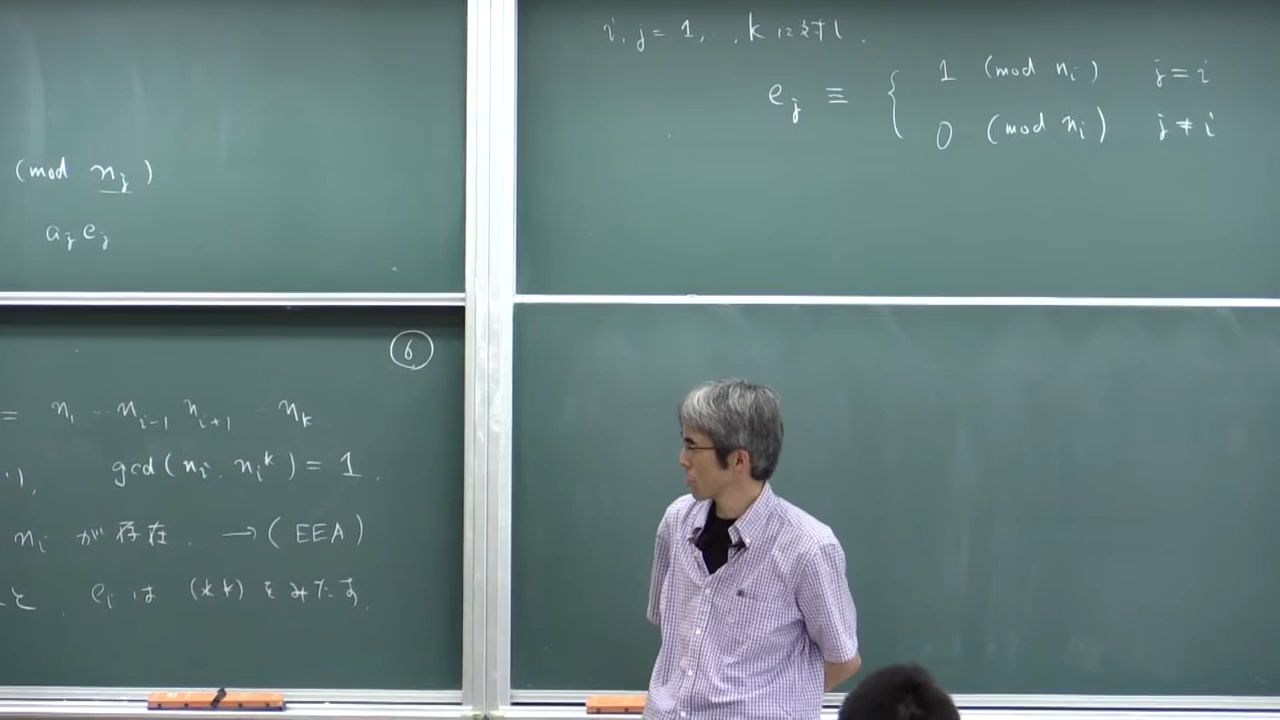 (mod n_j)
a_j e_j
⑥
= n_1 … n_{i-1} n_{i+1} … n_k
gcd(n_i, n_i^*) = 1.
n_i が存在. → (EEA)
と. e_i は (**) をみたす.
i, j = 1, …, k に対し.
e_j ≡ { 1 (mod n_i) j = i
0 (mod n_i) j ≠ i